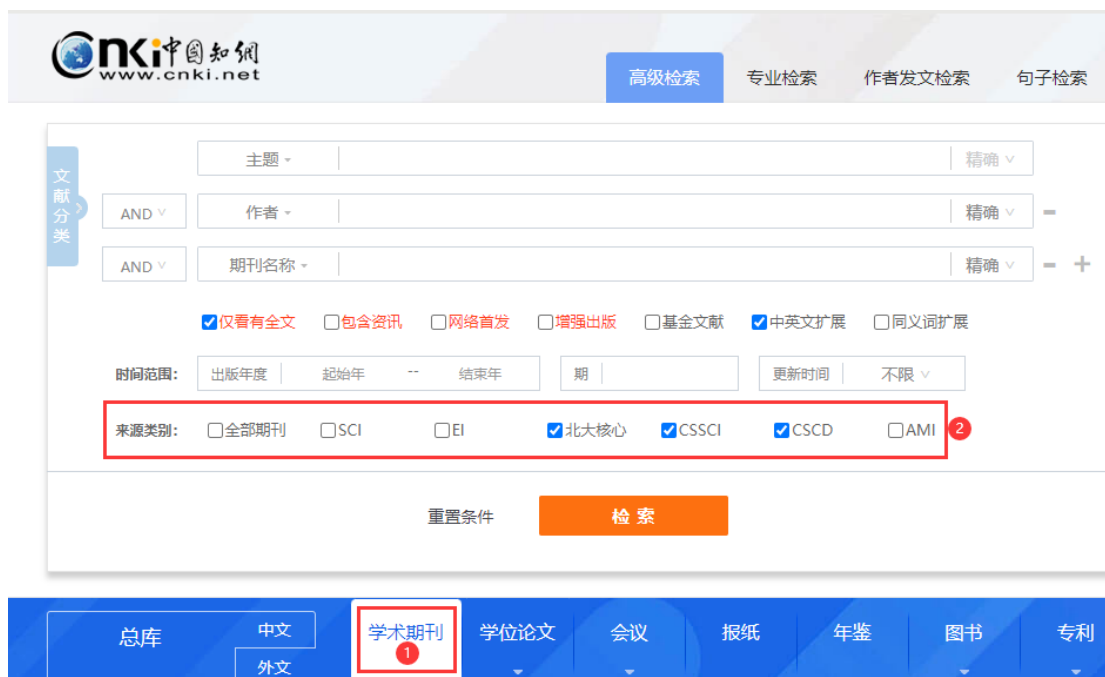 cnki中国知網
www.cnki.net
高级检索 专业检索 作者发文检索 句子检索
文献分类
主题 精确
AND 作者 精确
AND 期刊名称 精确
仅看有全文 包含资讯 网络首发 增强出版 基金文献 中英文扩展 同义词扩展
时间范围: 出版年度 起始年 -- 结束年 期 更新时间 不限
来源类别: 全部期刊 SCI EI 北大核心 CSSCI CSCD AMI 2
重置条件 检索
总库 中文 学术期刊 学位论文 会议 报纸 年鉴 图书 专利
外文 1